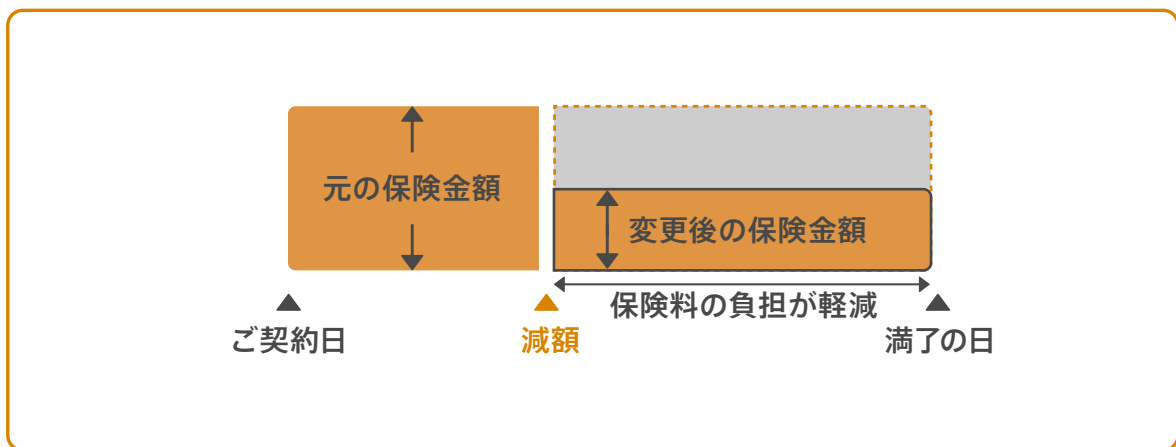 元の保険金額
変更後の保険金額
保険料の負担が軽減
ご契約日
減額
満了の日